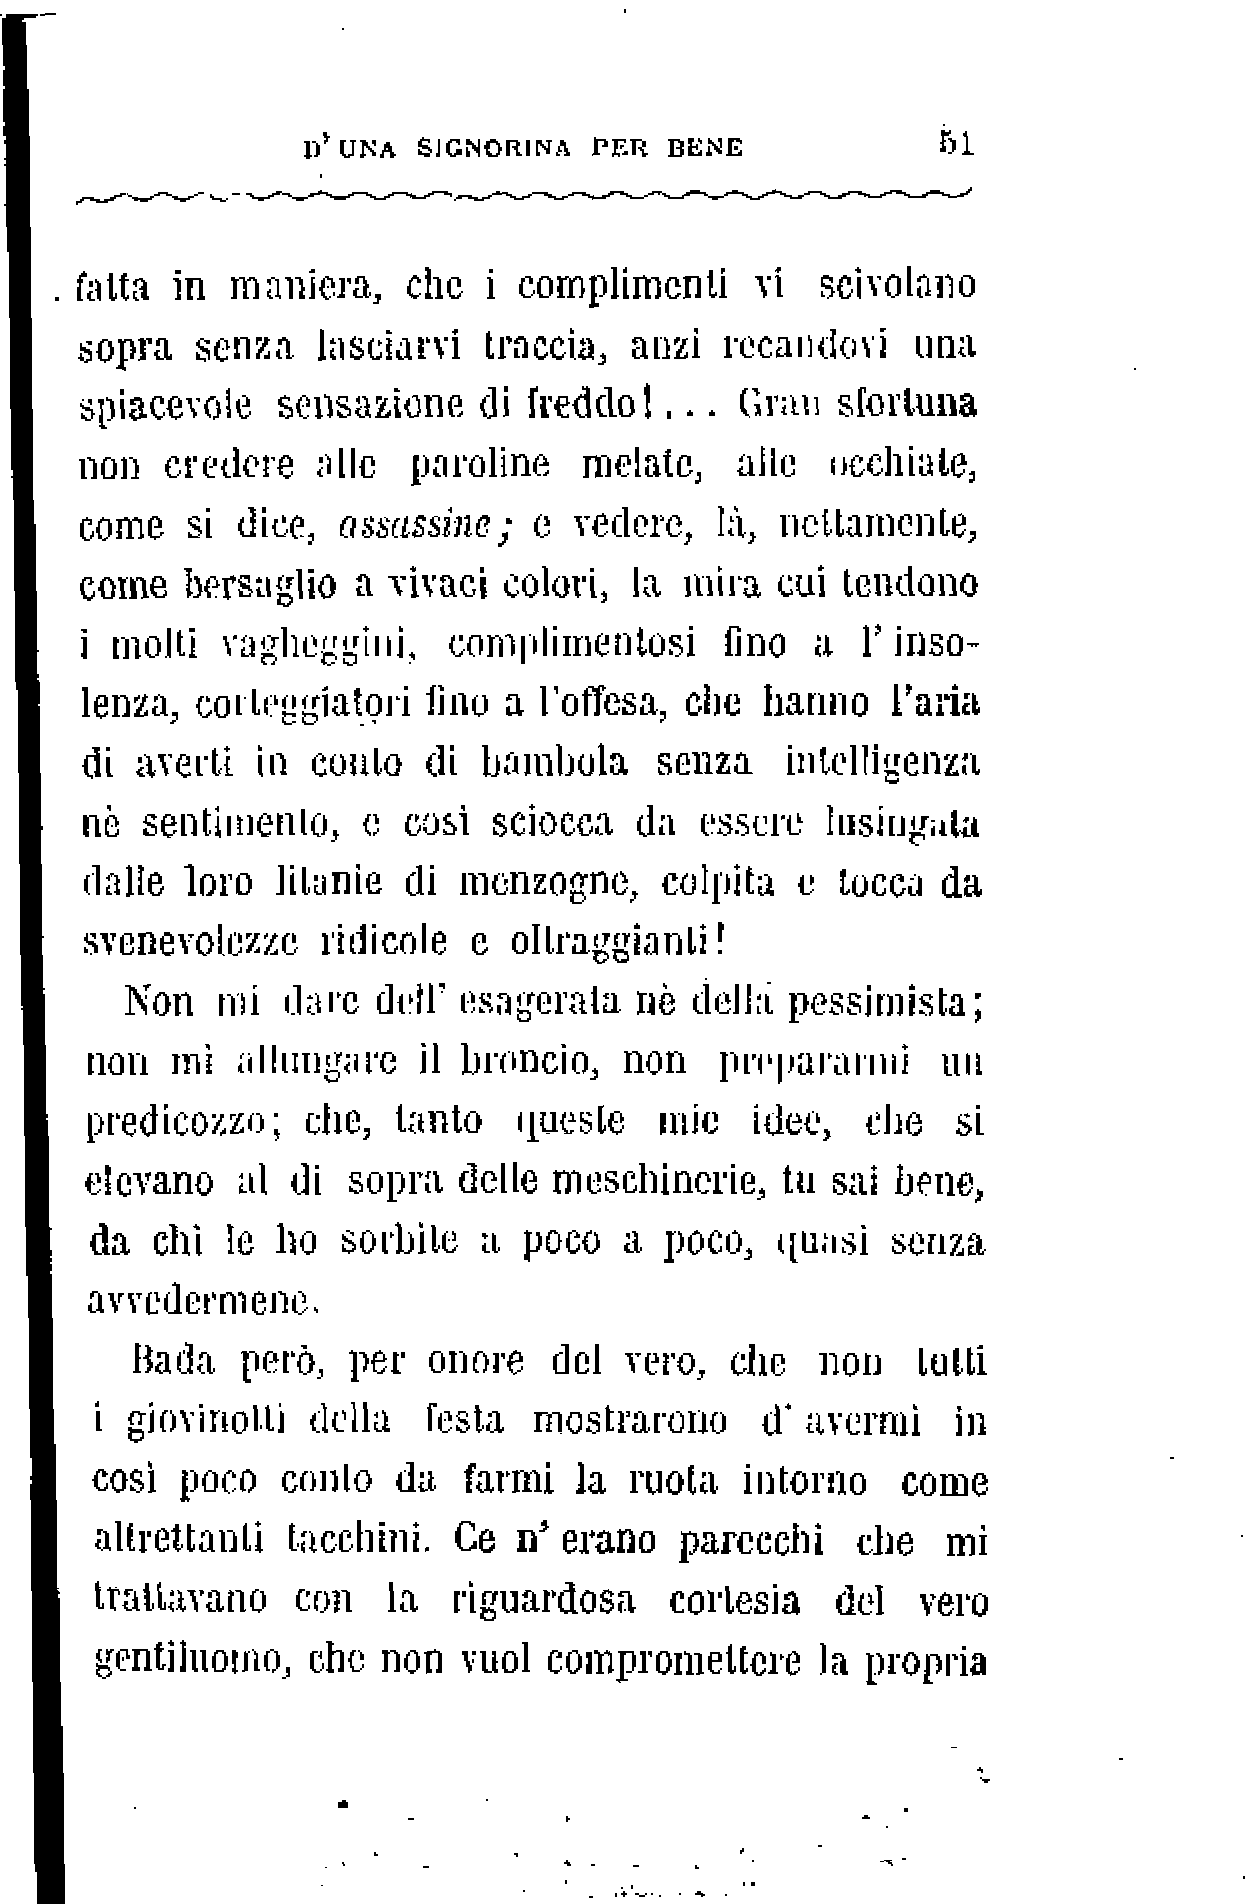 D' UNA SIGNORINA PER BENE 51
fatta in maniera, che i complimenti vi scivolano
sopra senza lasciarvi traccia, anzi recandovi una
spiacevole sensazione di freddo!... Gran sfortuna
non credere alle paroline melate, alle occhiate,
come si dice, assassine; e vedere, là, nettamente,
come bersaglio a vivaci colori, la mira cui tendono
i molti vagheggini, complimentosi fino a l' inso-
lenza, corteggiatori fino a l'offesa, che hanno l'aria
di averti in conto di bambola senza intelligenza
nè sentimento, e così sciocca da essere lusingata
dalle loro litanie di menzogne, colpita e tocca da
svenevolezze ridicole e oltraggianti!
Non mi dare dell' esagerata nè della pessimista;
non mi allungare il broncio, non prepararmi un
predicozzo; che, tanto queste mie idee, che si
elevano al di sopra delle meschinerie, tu sai bene,
da chi le ho sorbite a poco a poco, quasi senza
avvedermene.
Bada però, per onore del vero, che non tutti
i giovinotti della festa mostrarono d' avermi in
così poco conto da farmi la ruota intorno come
altrettanti tacchini. Ce n' erano parecchi che mi
trattavano con la riguardosa cortesia del vero
gentiluomo, che non vuol compromettere la propria